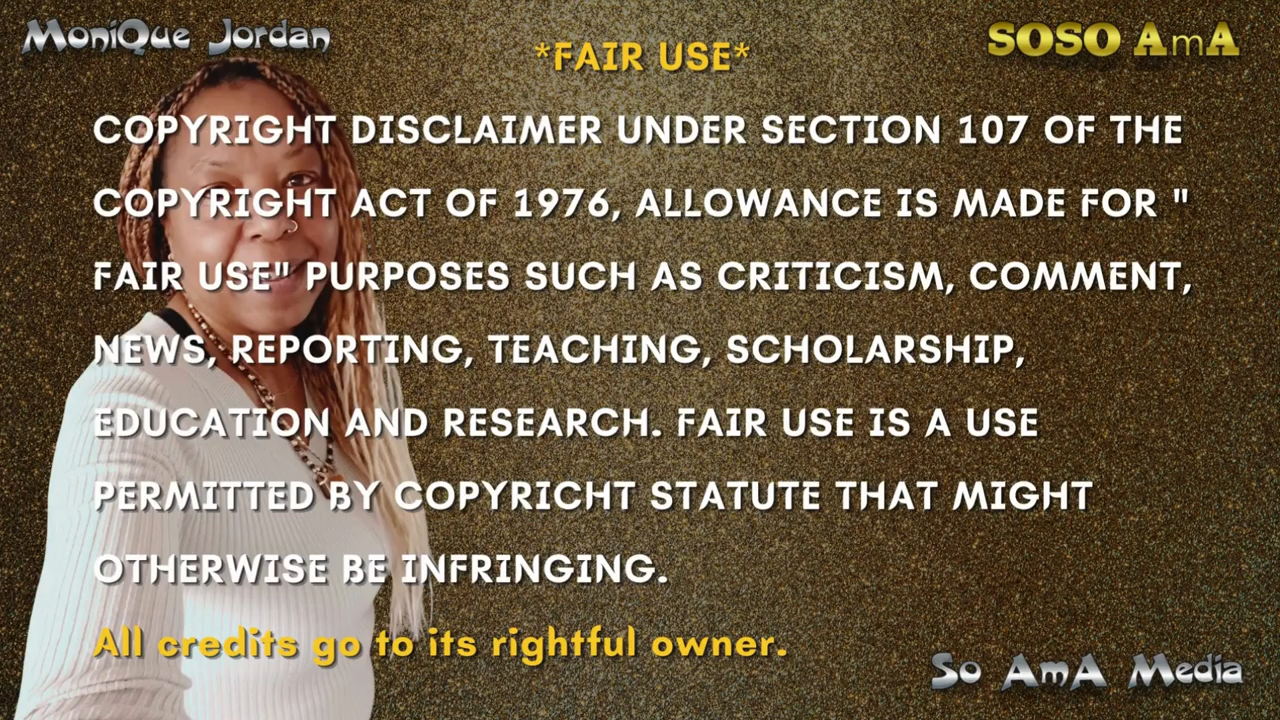 MoniQue Jordan
SOSO AmA
*FAIR USE*
COPYRIGHT DISCLAIMER UNDER SECTION 107 OF THE
COPYRIGHT ACT OF 1976, ALLOWANCE IS MADE FOR "
FAIR USE" PURPOSES SUCH AS CRITICISM, COMMENT,
NEWS, REPORTING, TEACHING, SCHOLARSHIP,
EDUCATION AND RESEARCH. FAIR USE IS A USE
PERMITTED BY COPYRICHT STATUTE THAT MIGHT
OTHERWISE BE INFRINGING.
All credits go to its rightful owner.
So AmA Media